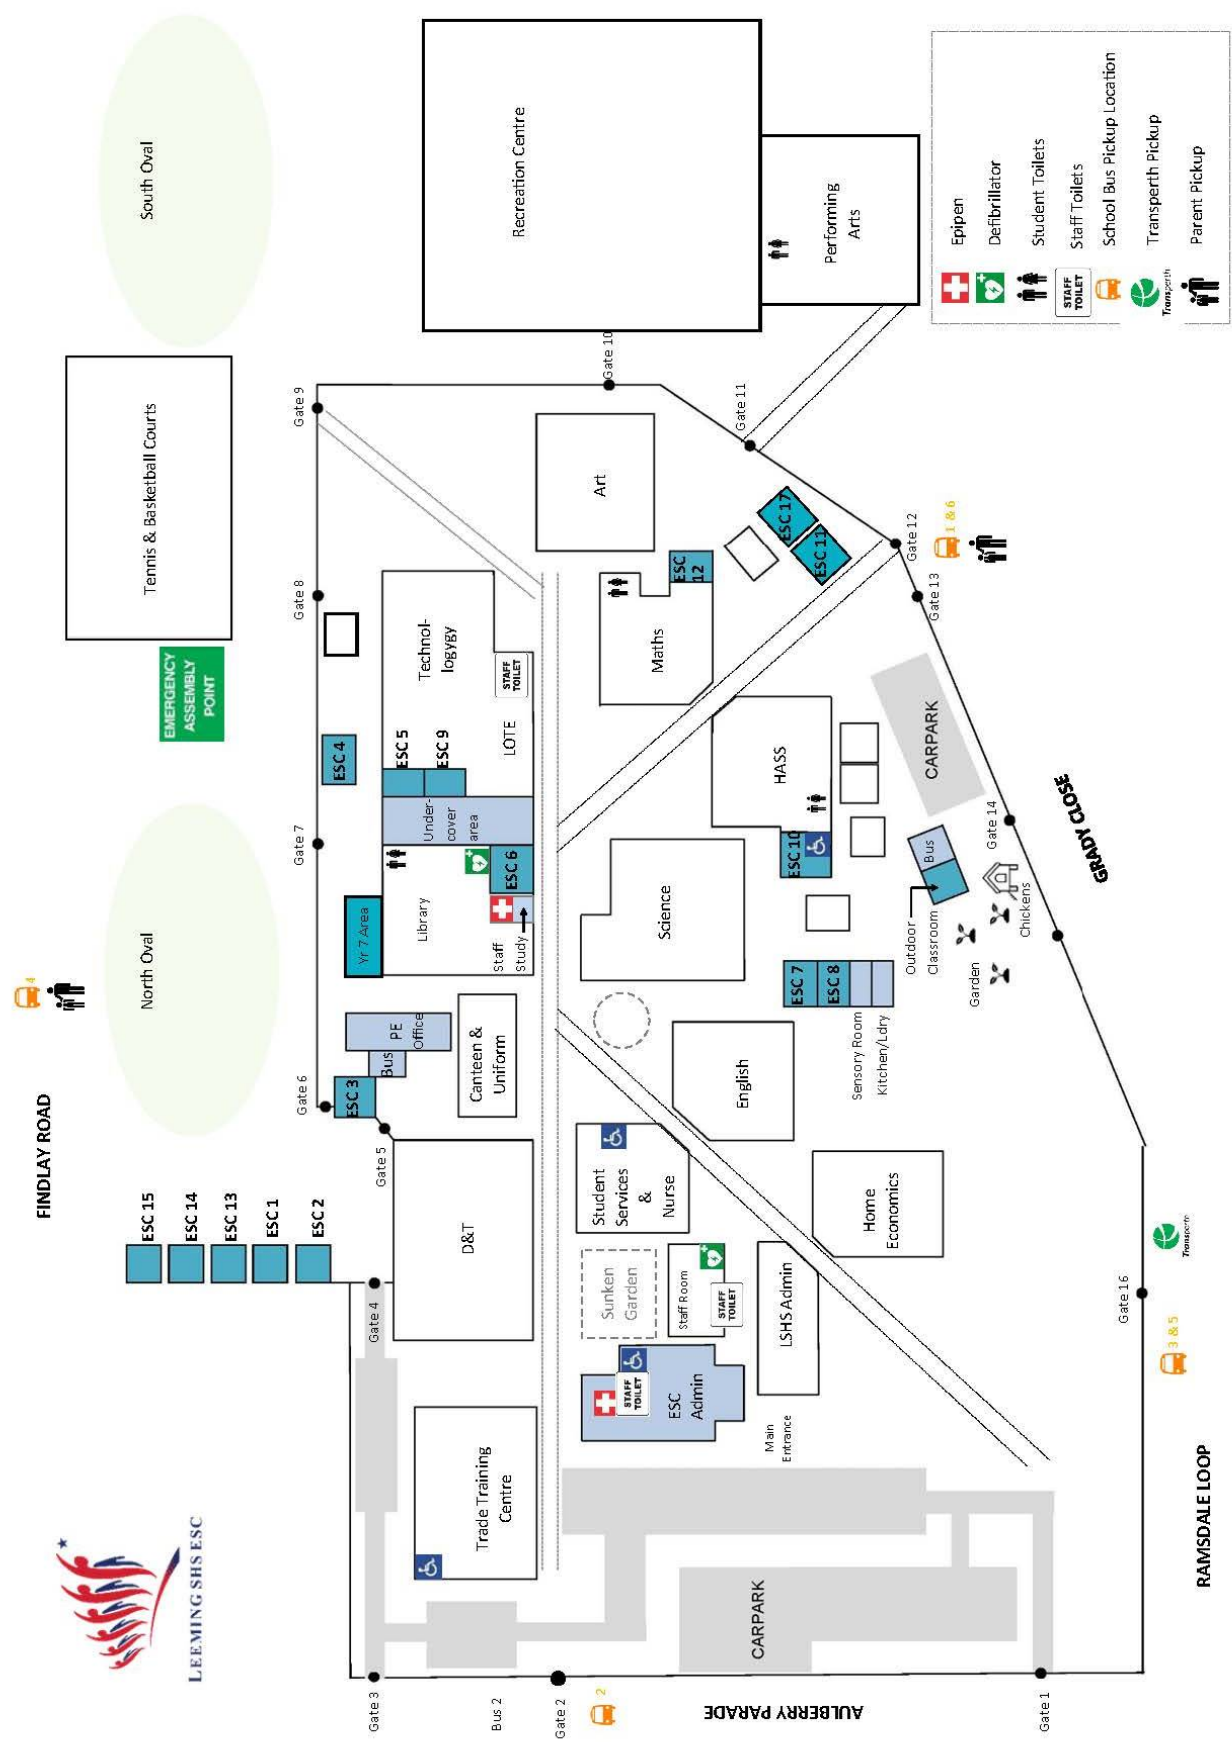 FINDLAY ROAD
4
North Oval
South Oval
Tennis & Basketball Courts
EMERGENCY
ASSEMBLY
POINT
LEEMING SHS ESC
ESC 15
ESC 14
ESC 13
ESC 1
ESC 2
Gate 3
Gate 4
Gate 5
Gate 6
Gate 7
Gate 8
Gate 9
Gate 10
Gate 11
Gate 12
1 & 6
Gate 13
Gate 14
Gate 16
Gate 1
Gate 2
2
Bus 2
ESC 3
Bus
PE
Office
Canteen &
Uniform
D&T
Trade Training
Centre
Yr 7 Area
Library
Staff
Study
ESC 6
Under-
cover
area
ESC 4
ESC 5
ESC 9
Technol-
logygy
LOTE
STAFF
TOILET
Art
Maths
ESC
12
ESC 17
ESC 11
Recreation Centre
Performing
Arts
HASS
ESC 10
Science
ESC 7
ESC 8
Sensory Room
Kitchen/Ldry
English
Home
Economics
Student
Services
&
Nurse
Sunken
Garden
Staff Room
STAFF
TOILET
LSHS Admin
ESC
Admin
STAFF
TOILET
Main
Entrance
CARPARK
CARPARK
Outdoor
Classroom
Bus
Garden
Chickens
GRADY CLOSE
RAMSDALE LOOP
3 & 5
Transperth
AULBERRY PARADE
Epipen
Defibrillator
Student Toilets
STAFF
TOILET
Staff Toilets
School Bus Pickup Location
Transperth
Transperth Pickup
Parent Pickup